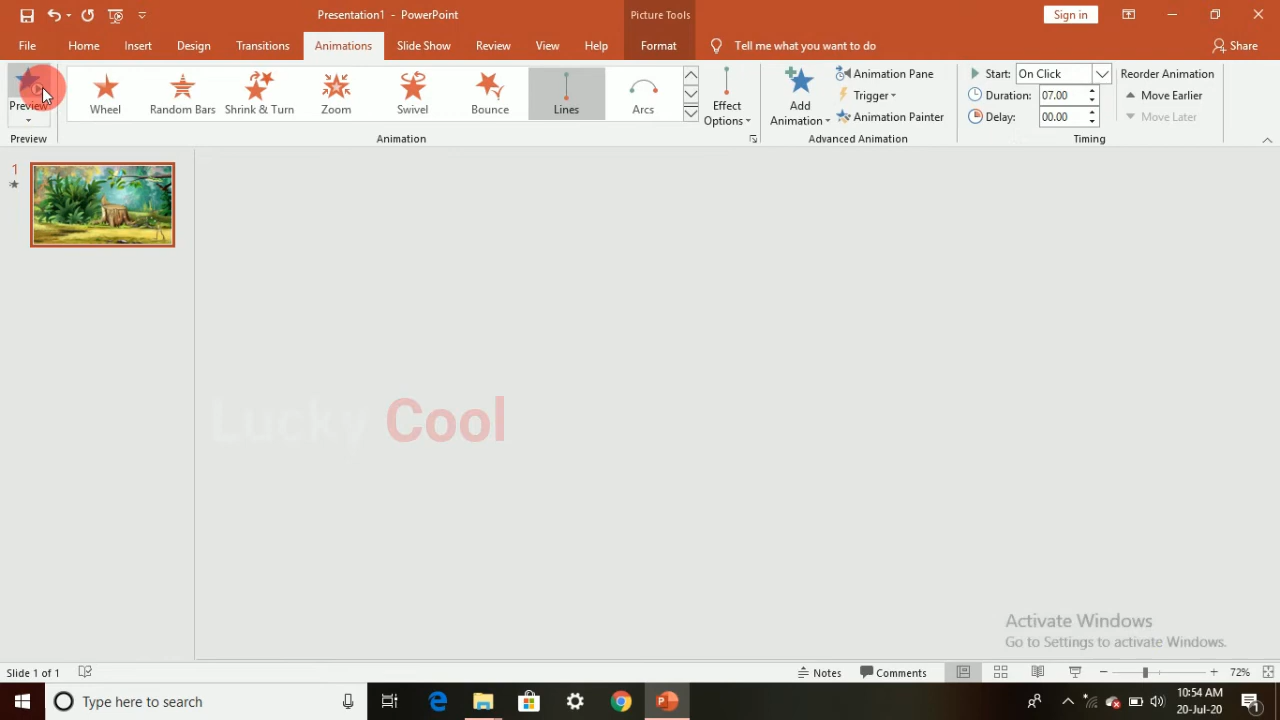 Presentation1 - PowerPoint
Picture Tools
Sign in
File
Home
Insert
Design
Transitions
Animations
Slide Show
Review
View
Help
Format
Tell me what you want to do
Share
Preview
Wheel
Random Bars
Shrink & Turn
Zoom
Swivel
Bounce
Lines
Arcs
Effect
Options
Add
Animation
Animation Pane
Trigger
Animation Painter
Start: On Click
Duration: 07.00
Delay: 00.00
Reorder Animation
Move Earlier
Move Later
Preview
Animation
Advanced Animation
Timing
1
Lucky Cool
Activate Windows
Go to Settings to activate Windows.
Slide 1 of 1
Notes
Comments
72%
Type here to search
10:54 AM
20-Jul-20
1